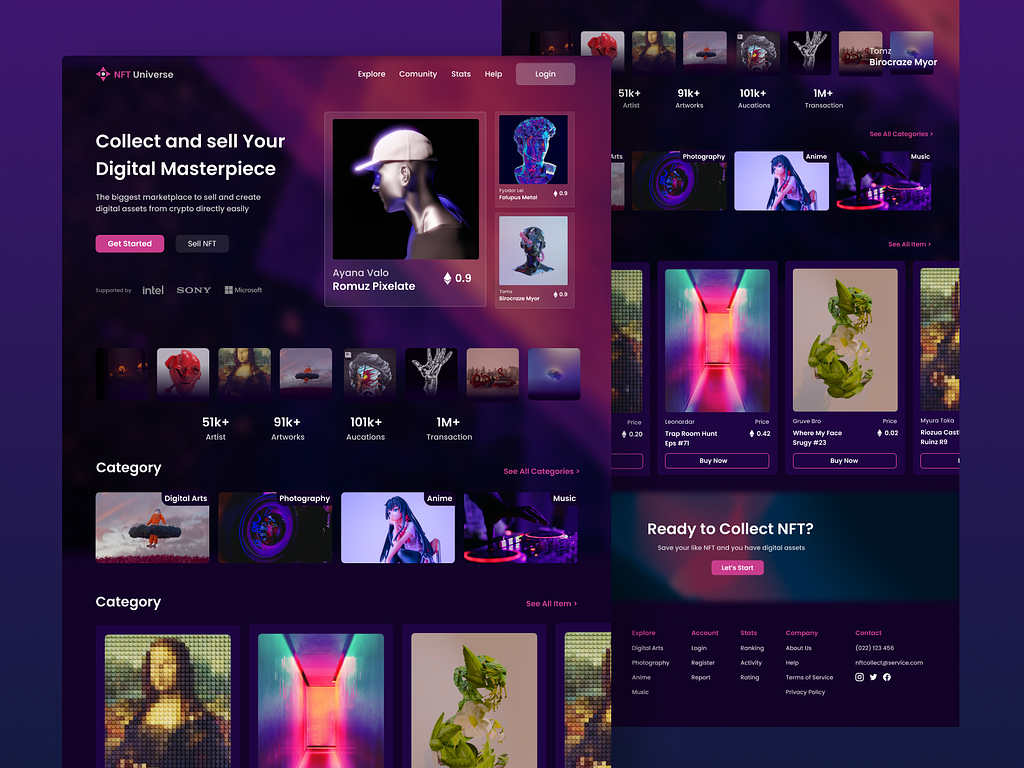 NFT Universe
Explore
Comunity
Stats
Help
Login
Collect and sell Your
Digital Masterpiece
The biggest marketplace to sell and create
digital assets from crypto directly easily
Get Started
Sell NFT
Supported by
intel
SONY
Microsoft
Ayana Valo
Romuz Pixelate
0.9
Fyodor Lei
Folupus Metal
0.9
Tomz
Birocraze Myor
0.9
51k+
Artist
91k+
Artworks
101k+
Aucations
1M+
Transaction
Category
See All Categories >
Digital Arts
Photography
Anime
Music
Category
See All Item >
Tomz
Birocraze Myor
51k+
Artist
91k+
Artworks
101k+
Aucations
1M+
Transaction
See All Categories >
Arts
Photography
Anime
Music
See All Item >
Price
0.20
Leonardar
Price
Trap Room Hunt
Eps #71
0.42
Buy Now
Gruve Bro
Price
Where My Face
Srugy #23
0.02
Buy Now
Myura Toka
Riozua Cast
Ruinz R9
Ready to Collect NFT?
Save your like NFT and you have digital assets
Let's Start
Explore
Digital Arts
Photography
Anime
Music
Account
Login
Register
Report
Stats
Ranking
Activity
Rating
Company
About Us
Help
Terms of Service
Privacy Policy
Contact
(022) 123 456
nftcollect@service.com